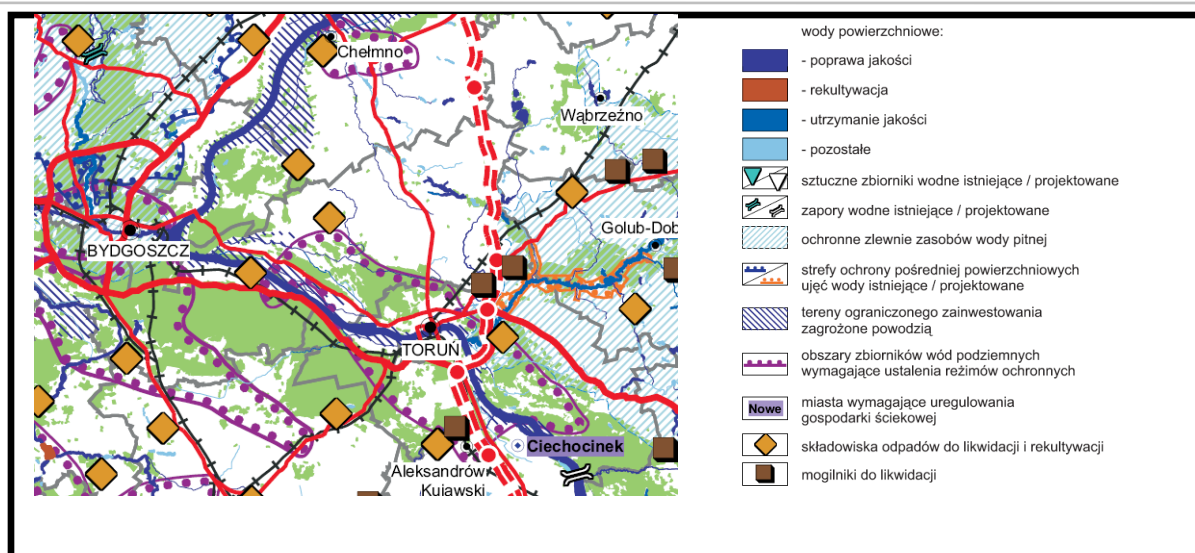 Chełmno
Wąbrzeźno
Golub-Dob
BYDGOSZCZ
TORUŃ
Ciechocinek
Aleksandrów
Kujawski
wody powierzchniowe:
- poprawa jakości
- rekultywacja
- utrzymanie jakości
- pozostałe
sztuczne zbiorniki wodne istniejące / projektowane
zapory wodne istniejące / projektowane
ochronne zlewnie zasobów wody pitnej
strefy ochrony pośredniej powierzchniowych
ujęć wody istniejące / projektowane
tereny ograniczonego zainwestowania
zagrożone powodzią
obszary zbiorników wód podziemnych
wymagające ustalenia reżimów ochronnych
Nowe
miasta wymagające uregulowania
gospodarki ściekowej
składowiska odpadów do likwidacji i rekultywacji
mogilniki do likwidacji